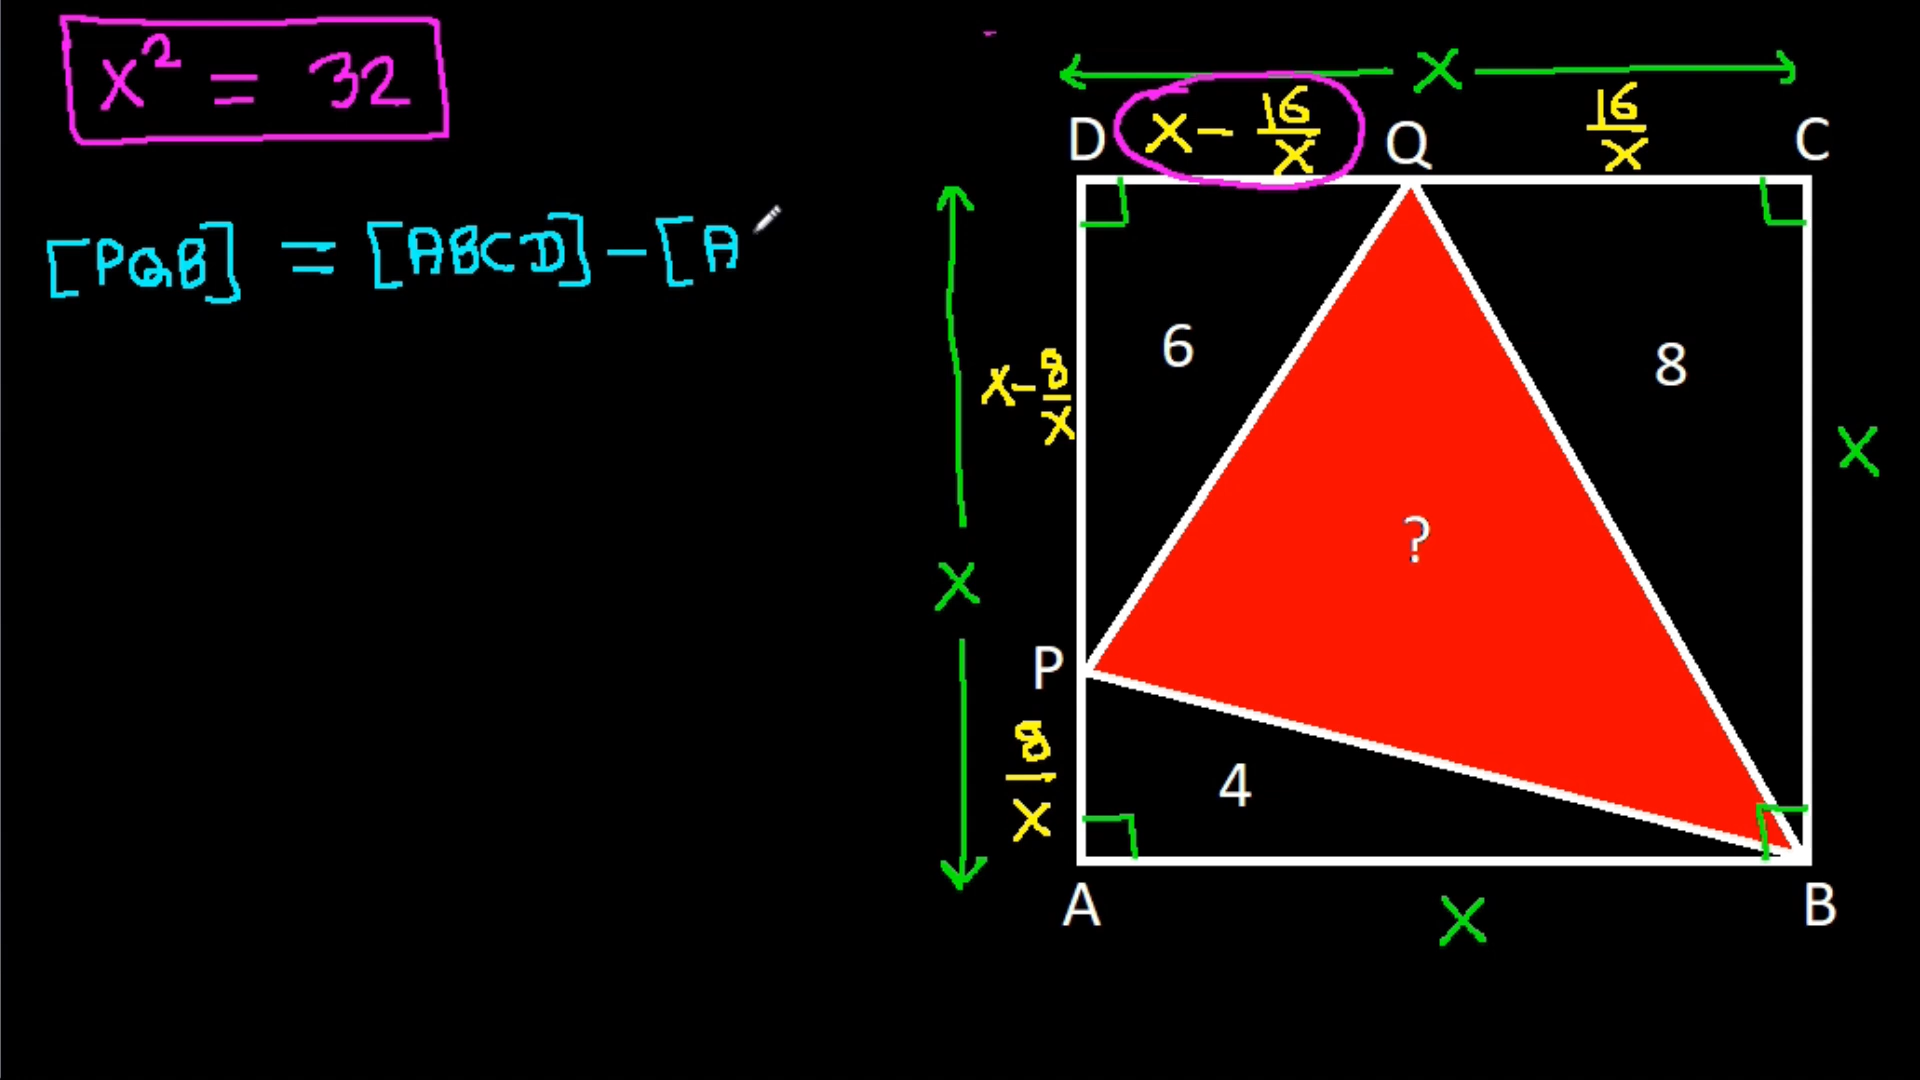 x² = 32
[PQB] = [ABCD] - [A
x
D x - 16/x Q 16/x C
6
8
x - 8/x
x
?
x
P
8/x
4
A
B
x